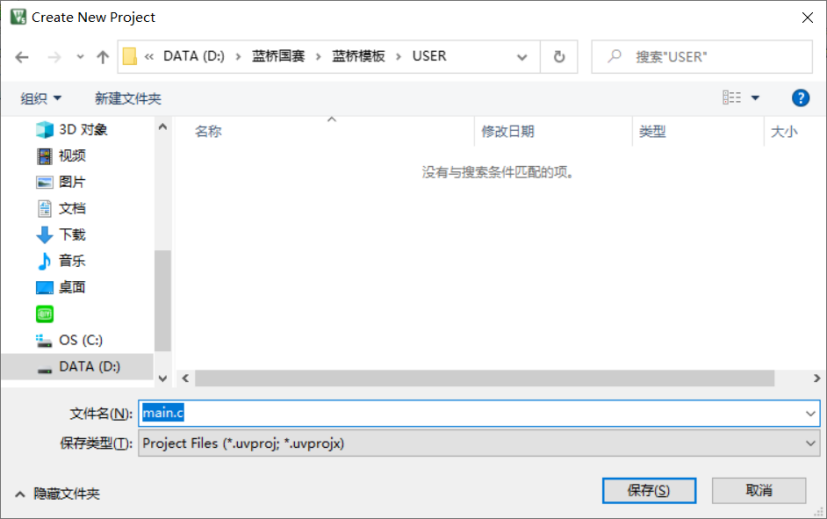 Create New Project
« DATA (D:) › 蓝桥国赛 › 蓝桥模板 › USER
搜索"USER"
组织 新建文件夹
3D 对象
视频
图片
文档
下载
音乐
桌面
OS (C:)
DATA (D:)
名称 修改日期 类型 大小
没有与搜索条件匹配的项。
文件名(N): main.c
保存类型(T): Project Files (*.uvproj; *.uvprojx)
隐藏文件夹
保存(S) 取消